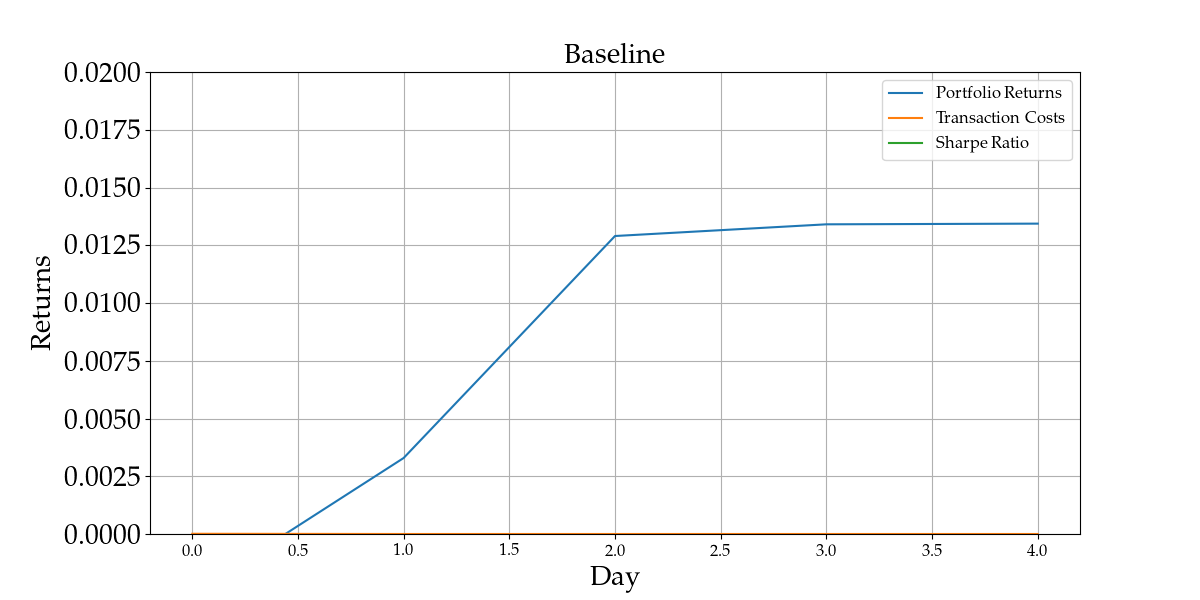 Baseline
0.0200
0.0175
0.0150
0.0125
0.0100
0.0075
0.0050
0.0025
0.0000
Returns
Portfolio Returns
Transaction Costs
Sharpe Ratio
0.0 0.5 1.0 1.5 2.0 2.5 3.0 3.5 4.0
Day